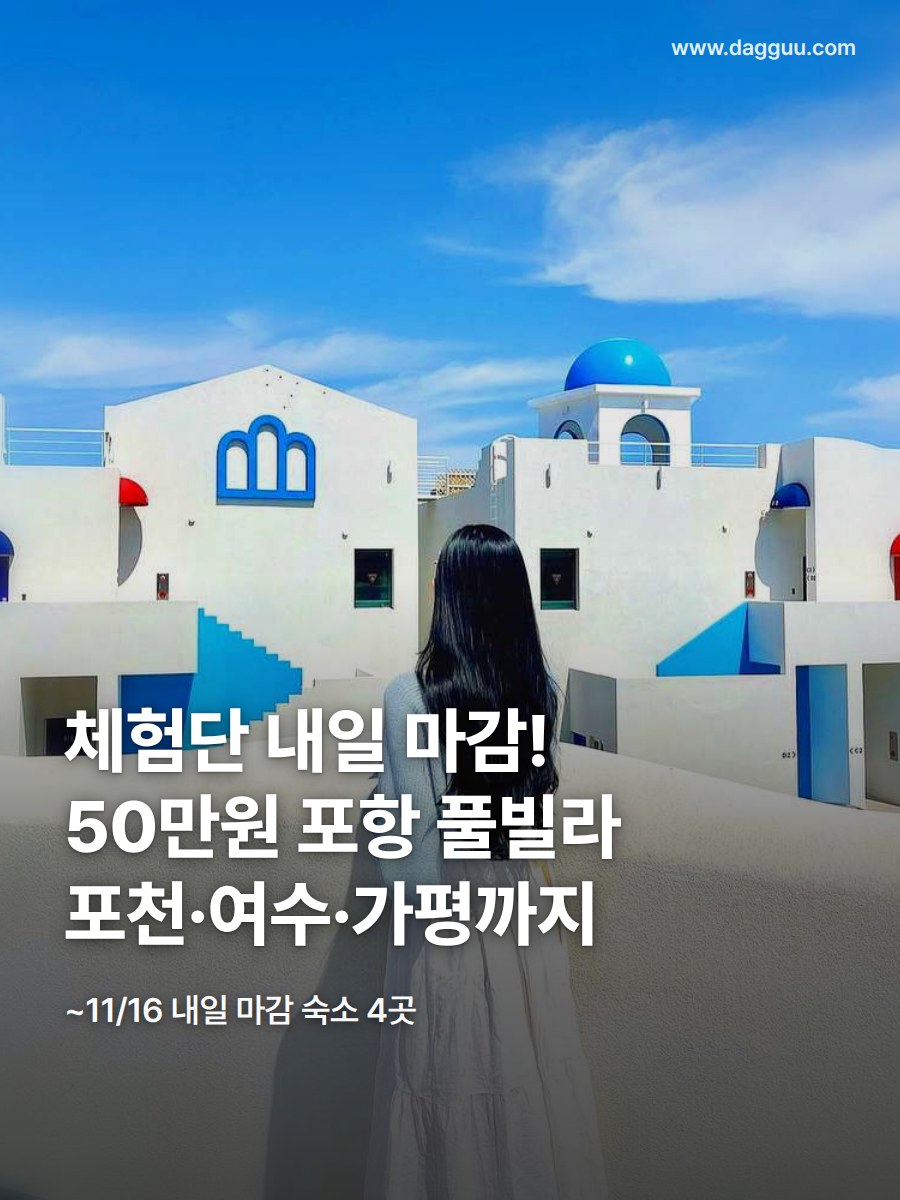 www.dagguu.com
체험단 내일 마감!
50만원 포항 풀빌라
포천·여수·가평까지
~11/16 내일 마감 숙소 4곳